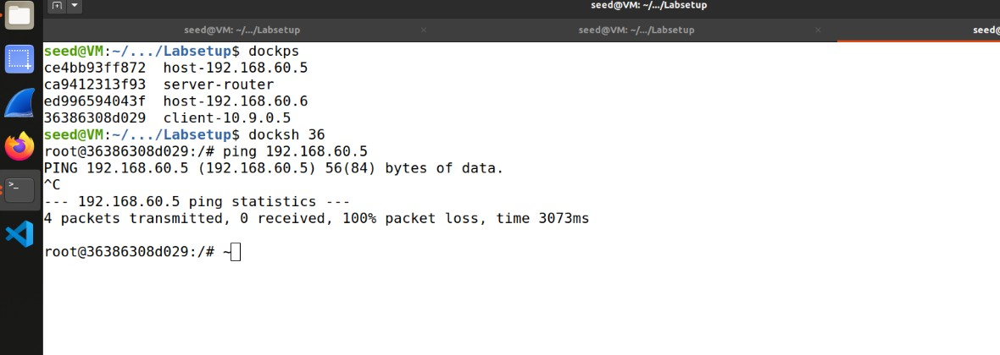 seed@VM: ~/.../Labsetup
seed@VM: ~/.../Labsetup
seed@VM: ~/.../Labsetup
seed@
seed@VM:~/.../Labsetup$ dockps
ce4bb93ff872  host-192.168.60.5
ca9412313f93  server-router
ed996594043f  host-192.168.60.6
36386308d029  client-10.9.0.5
seed@VM:~/.../Labsetup$ docksh 36
root@36386308d029:/# ping 192.168.60.5
PING 192.168.60.5 (192.168.60.5) 56(84) bytes of data.
^C
--- 192.168.60.5 ping statistics ---
4 packets transmitted, 0 received, 100% packet loss, time 3073ms
root@36386308d029:/# ~